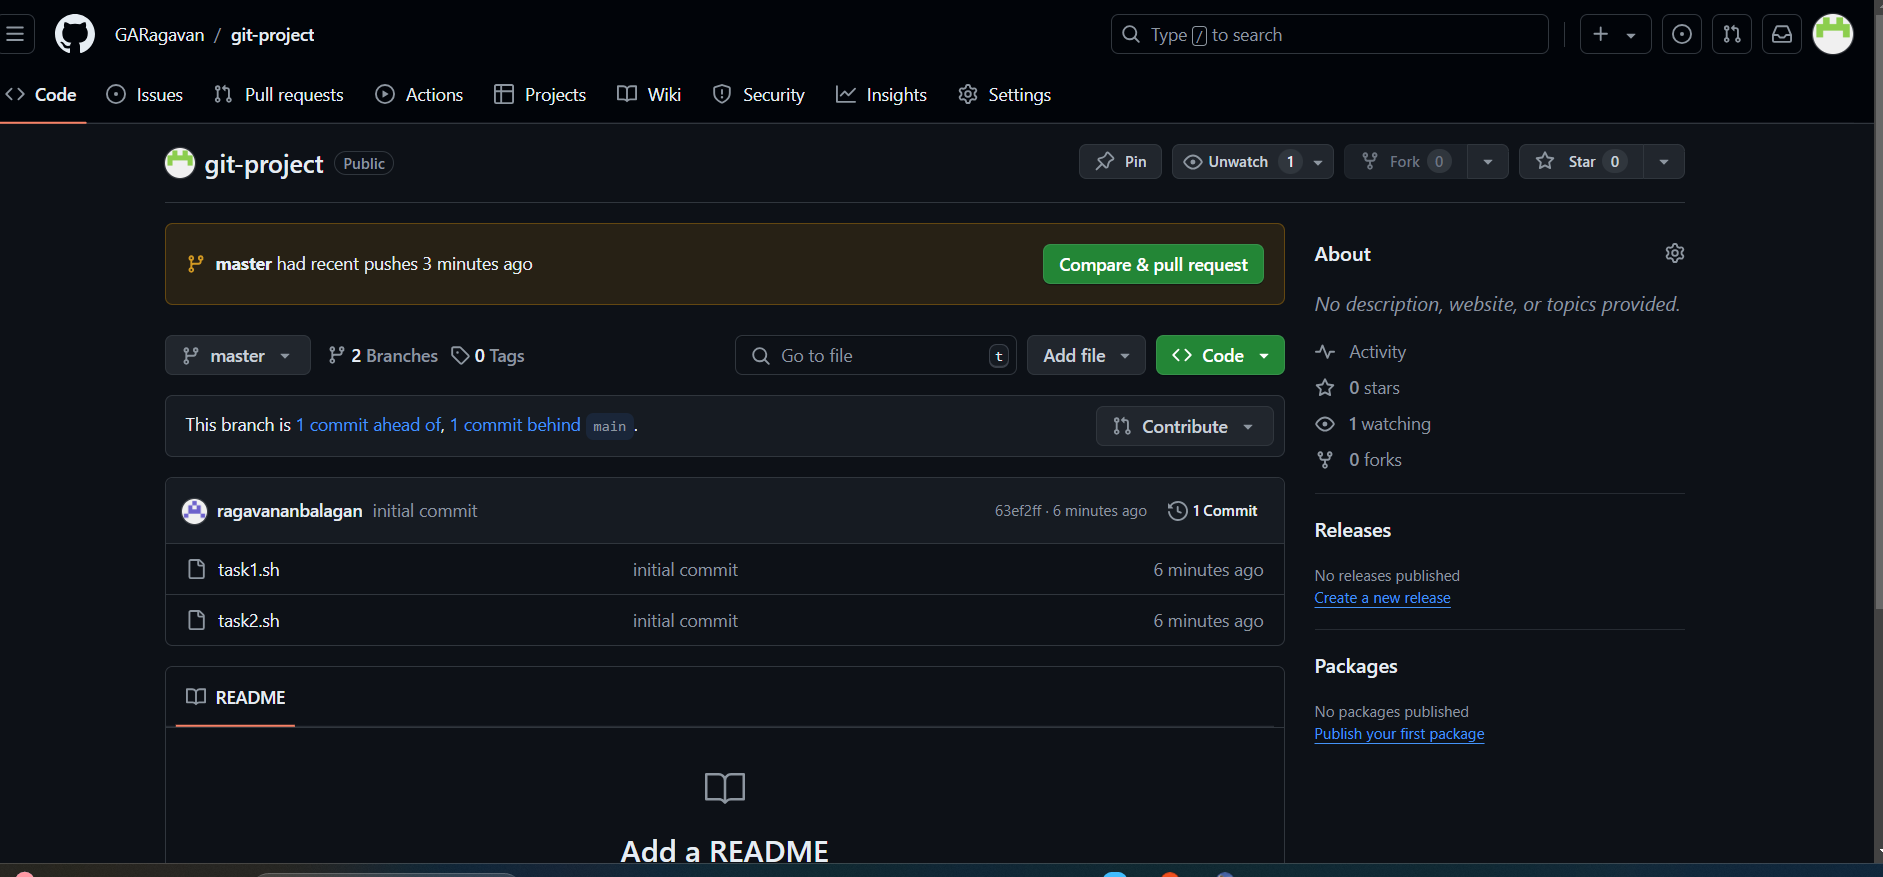 GARagavan / git-project
Type / to search
Code Issues Pull requests Actions Projects Wiki Security Insights Settings
git-project Public
Pin Unwatch 1 Fork 0 Star 0
master had recent pushes 3 minutes ago
Compare & pull request
master 2 Branches 0 Tags
Go to file t
Add file
Code
This branch is 1 commit ahead of, 1 commit behind main .
Contribute
ragavananbalagan initial commit 63ef2ff · 6 minutes ago 1 Commit
task1.sh initial commit 6 minutes ago
task2.sh initial commit 6 minutes ago
README
Add a README
About
No description, website, or topics provided.
Activity
0 stars
1 watching
0 forks
Releases
No releases published
Create a new release
Packages
No packages published
Publish your first package